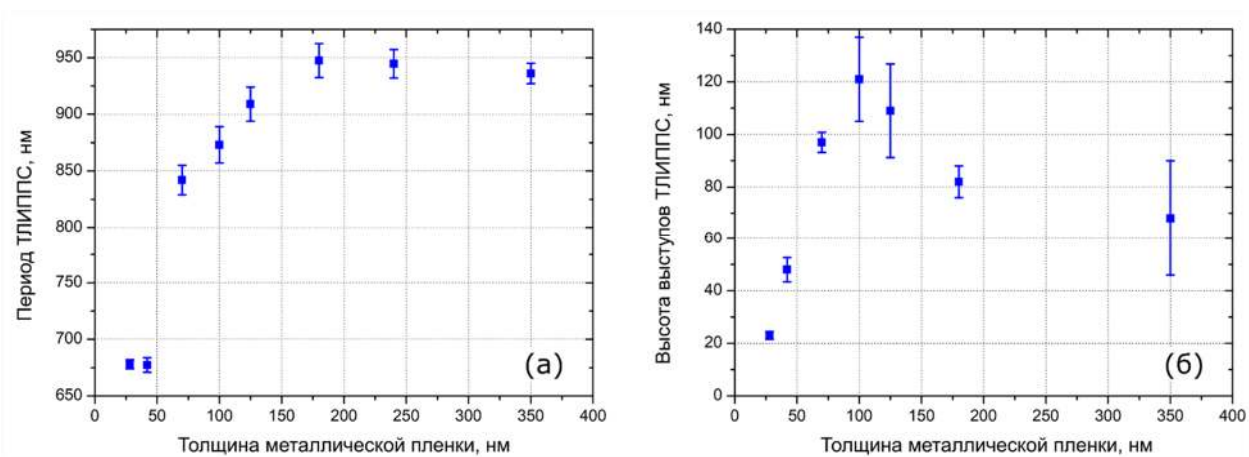 Период ТЛИППС, нм
950
900
850
800
750
700
650
0 50 100 150 200 250 300 350 400
Толщина металлической пленки, нм
(а)
Высота выступов ТЛИППС, нм
140
120
100
80
60
40
20
0
0 50 100 150 200 250 300 350 400
Толщина металлической пленки, нм
(б)